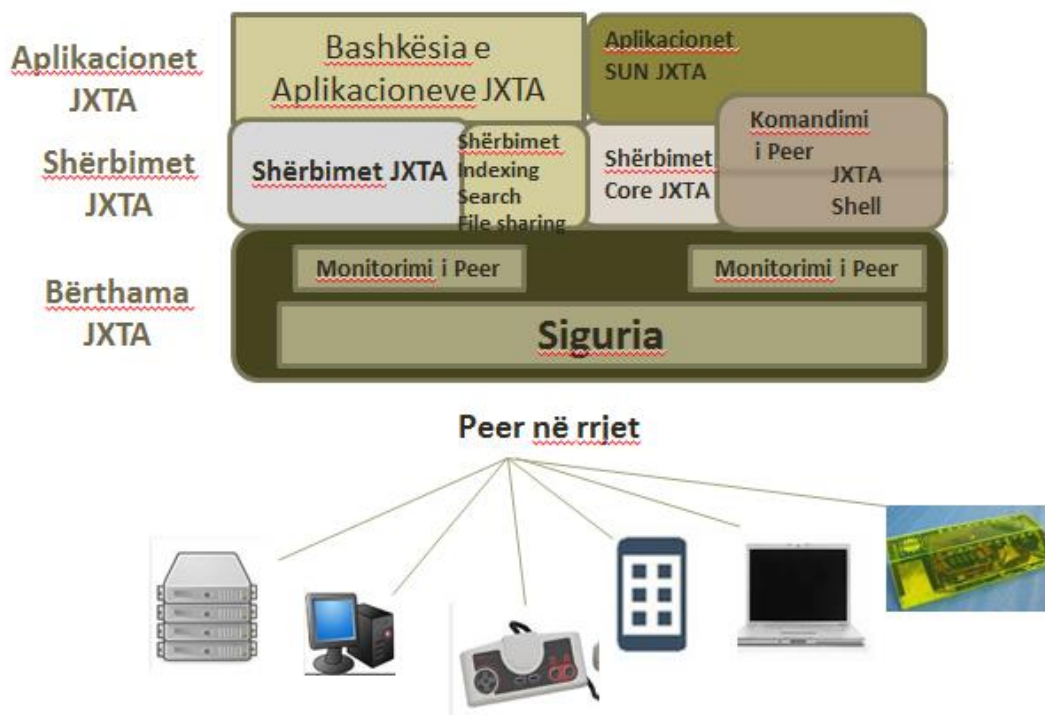 Aplikacionet
JXTA
Bashkësia e
Aplikacioneve JXTA
Aplikacionet
SUN JXTA
Shërbimet
JXTA
Shërbimet JXTA
Shërbimet
Indexing
Search
File sharing
Shërbimet
Core JXTA
Komandimi
i Peer
JXTA
Shell
Bërthama
JXTA
Monitorimi i Peer
Monitorimi i Peer
Siguria
Peer në rrjet